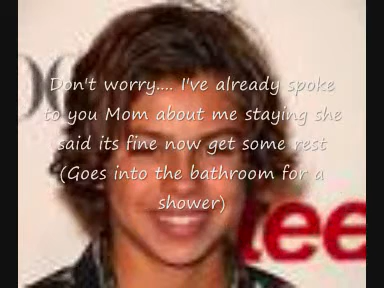 Don't worry.... I've already spoke
to you Mom about me staying she
said its fine now get some rest
(Goes into the bathroom for a
shower)
tee